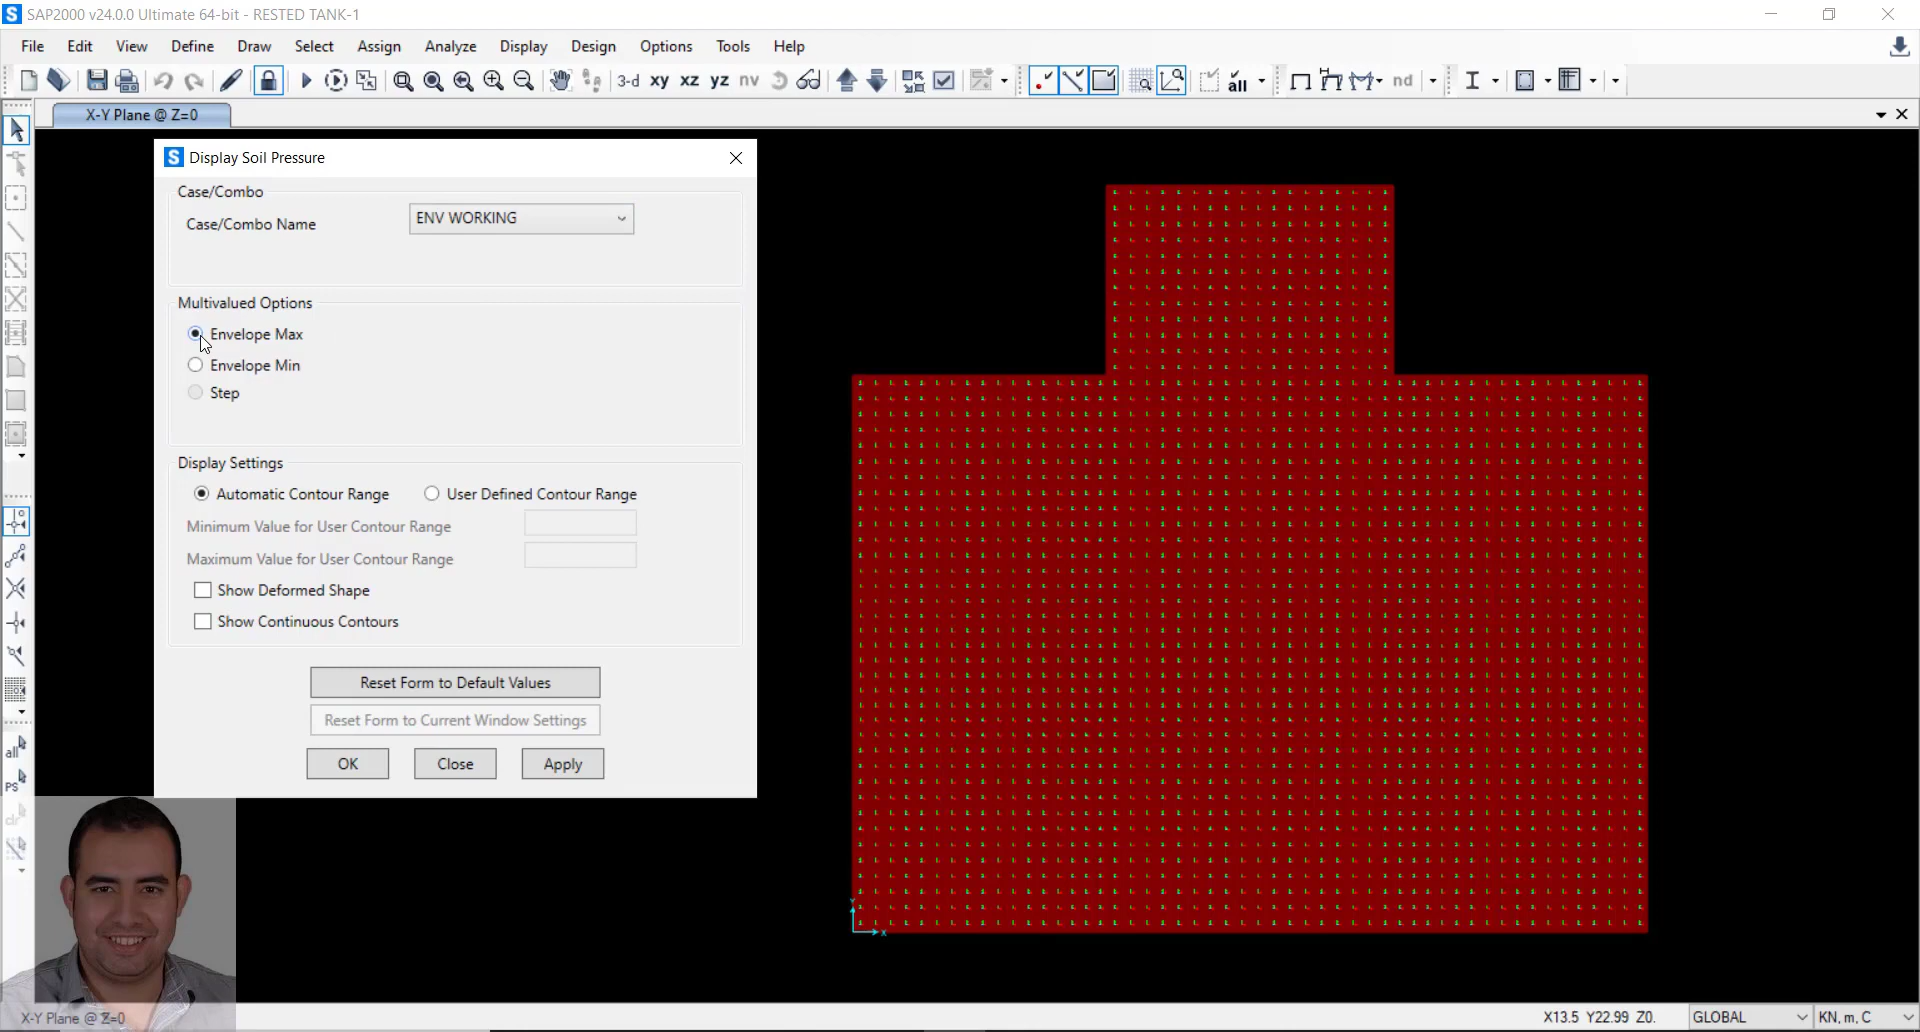 SAP2000 v24.0.0 Ultimate 64-bit - RESTED TANK-1
File Edit View Define Draw Select Assign Analyze Display Design Options Tools Help
3-d xy xz yz nv all nd
X-Y Plane @ Z=0
Display Soil Pressure
Case/Combo
Case/Combo Name ENV WORKING
Multivalued Options
Envelope Max
Envelope Min
Step
Display Settings
Automatic Contour Range User Defined Contour Range
Minimum Value for User Contour Range
Maximum Value for User Contour Range
Show Deformed Shape
Show Continuous Contours
Reset Form to Default Values
Reset Form to Current Window Settings
OK Close Apply
all
PS
X-Y Plane @ Z=0 X13.5 Y22.99 Z0. GLOBAL KN, m, C